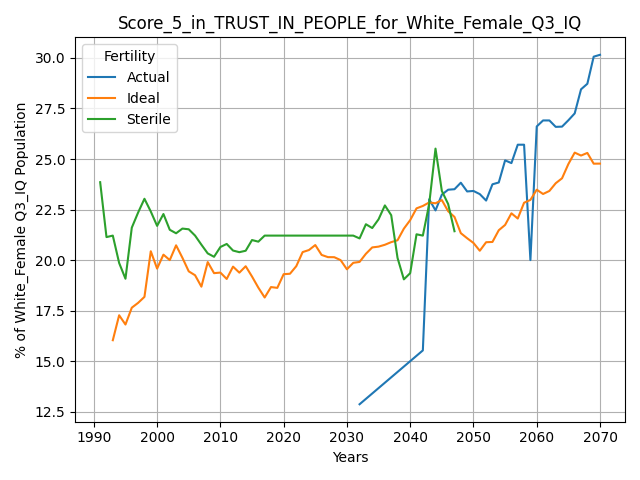 Score_5_in_TRUST_IN_PEOPLE_for_White_Female_Q3_IQ
Fertility
Actual
Ideal
Sterile
% of White_Female Q3_IQ Population
30.0
27.5
25.0
22.5
20.0
17.5
15.0
12.5
1990 2000 2010 2020 2030 2040 2050 2060 2070
Years